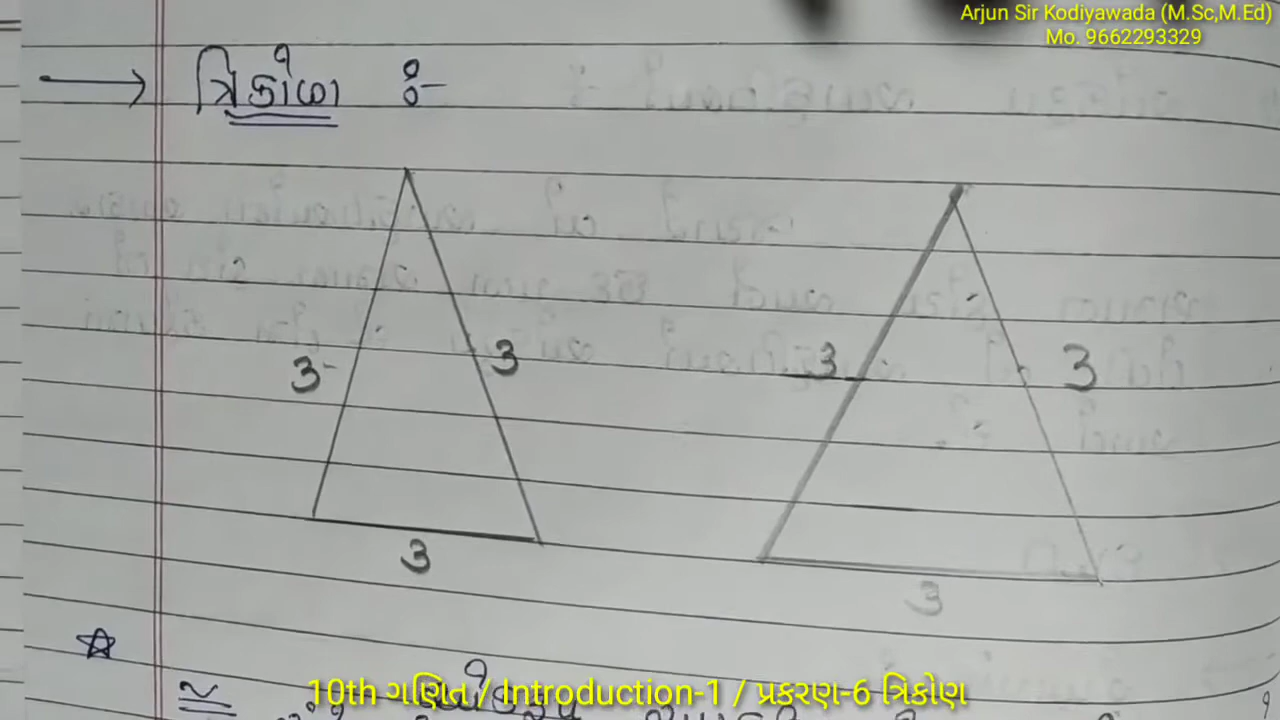 Arjun Sir Kodiyawada (M.Sc,M.Ed)
Mo. 9662293329
→ ત્રિકોણ :-
3 3 3 3
3 3
≅
10th ગણિત / Introduction-1 / પ્રકરણ-6 ત્રિકોણ